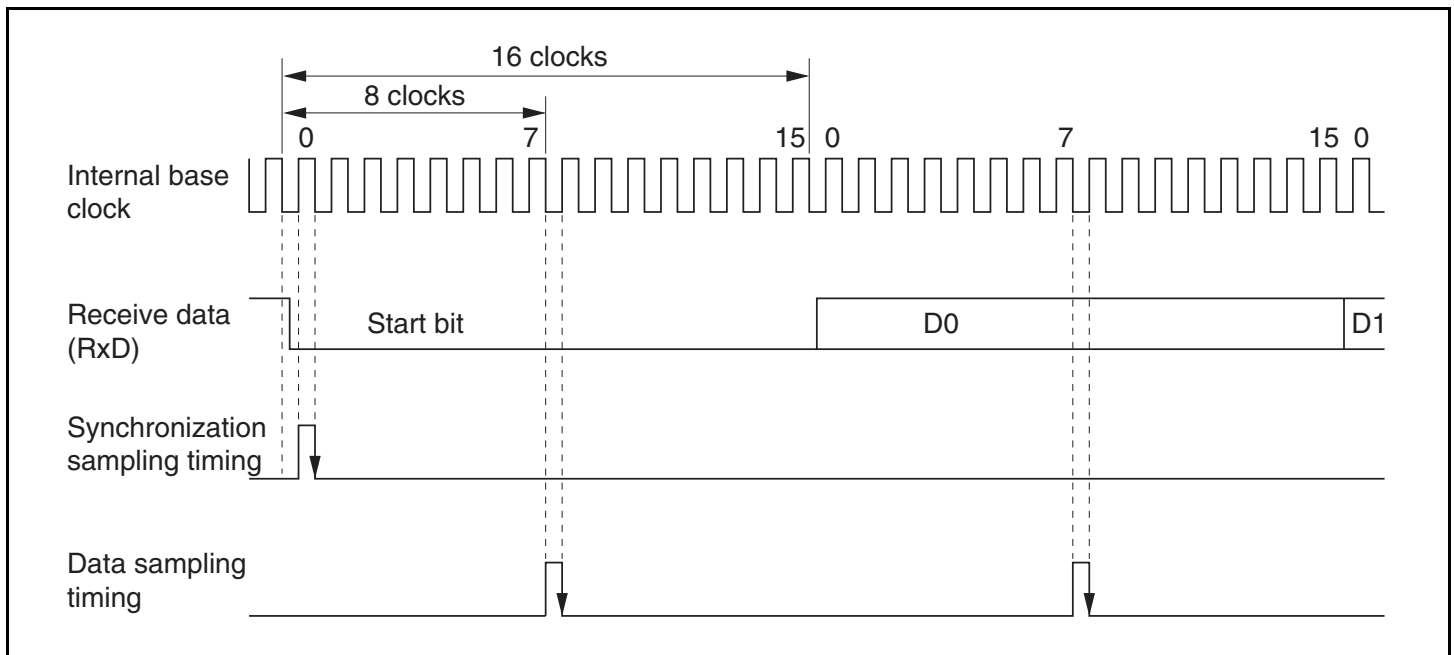 16 clocks
8 clocks
0 7 15 0 7 15 0
Internal base
clock
Receive data
(RxD)
Start bit D0 D1
Synchronization
sampling timing
Data sampling
timing